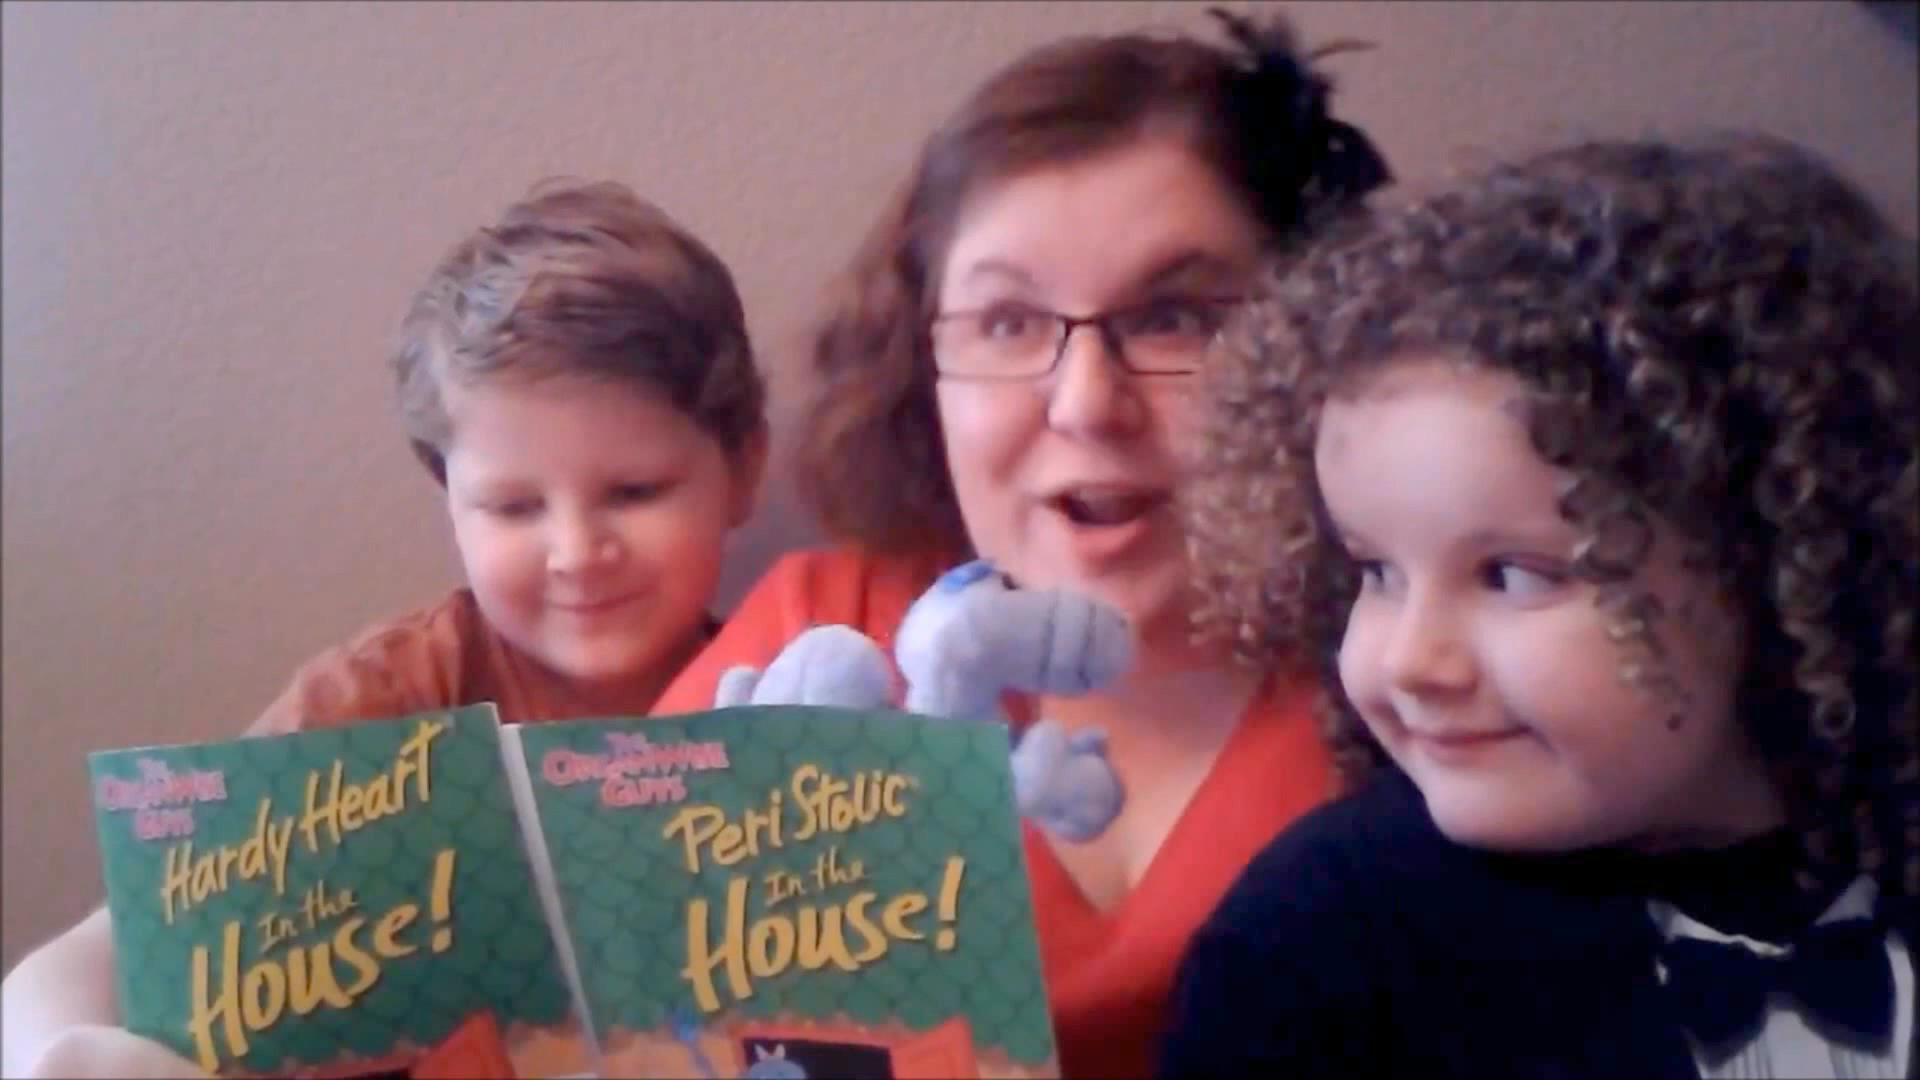 THE
ORGANWISE
GUYS
Hardy Heart
In the
House!
THE
ORGANWISE
GUYS
Peri Stolic
In the
House!